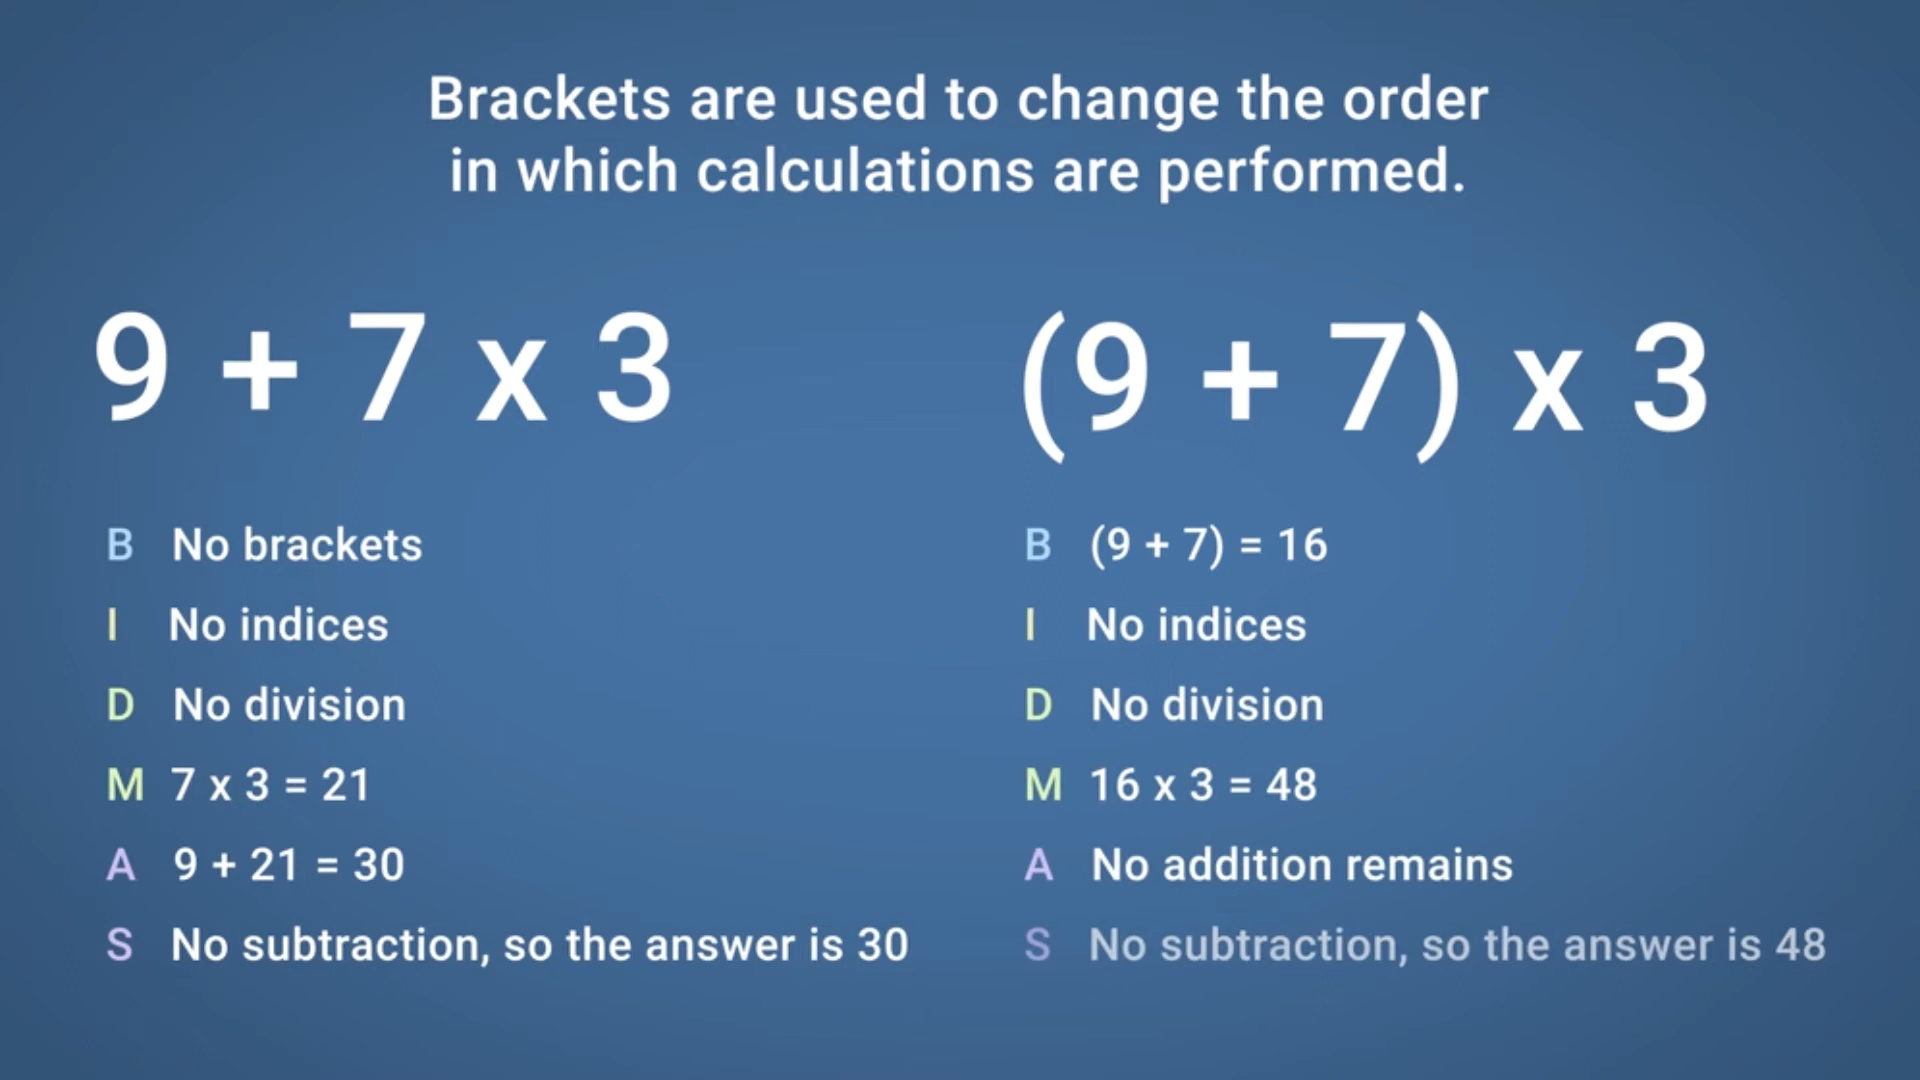 Brackets are used to change the order
in which calculations are performed.
9 + 7 x 3
B No brackets
I No indices
D No division
M 7 x 3 = 21
A 9 + 21 = 30
S No subtraction, so the answer is 30
(9 + 7) x 3
B (9 + 7) = 16
I No indices
D No division
M 16 x 3 = 48
A No addition remains
S No subtraction, so the answer is 48